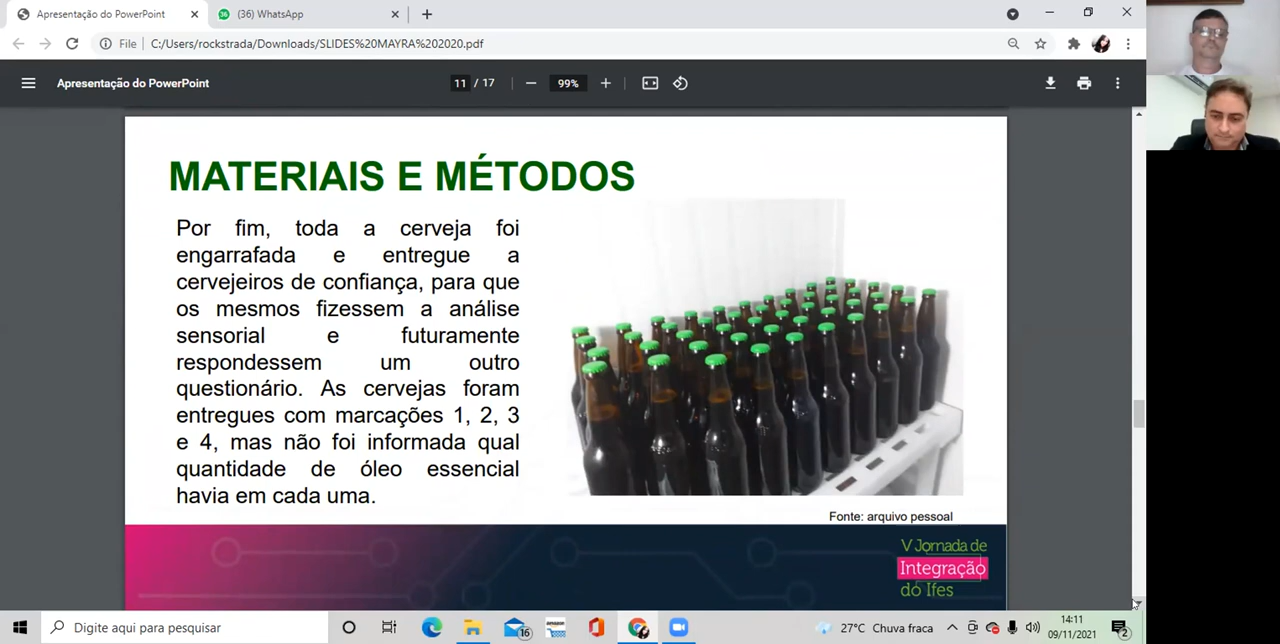 Apresentação do PowerPoint
(36) WhatsApp
File
C:/Users/rockstrada/Downloads/SLIDES%20MAYRA%202020.pdf
Apresentação do PowerPoint
11 / 17
99%
MATERIAIS E MÉTODOS
Por fim, toda a cerveja foi
engarrafada e entregue a
cervejeiros de confiança, para que
os mesmos fizessem a análise
sensorial e futuramente
respondessem um outro
questionário. As cervejas foram
entregues com marcações 1, 2, 3
e 4, mas não foi informada qual
quantidade de óleo essencial
havia em cada uma.
Fonte: arquivo pessoal
V Jornada de
Integração
do Ifes
Digite aqui para pesquisar
16
amazon
27°C Chuva fraca
14:11
09/11/2021
2